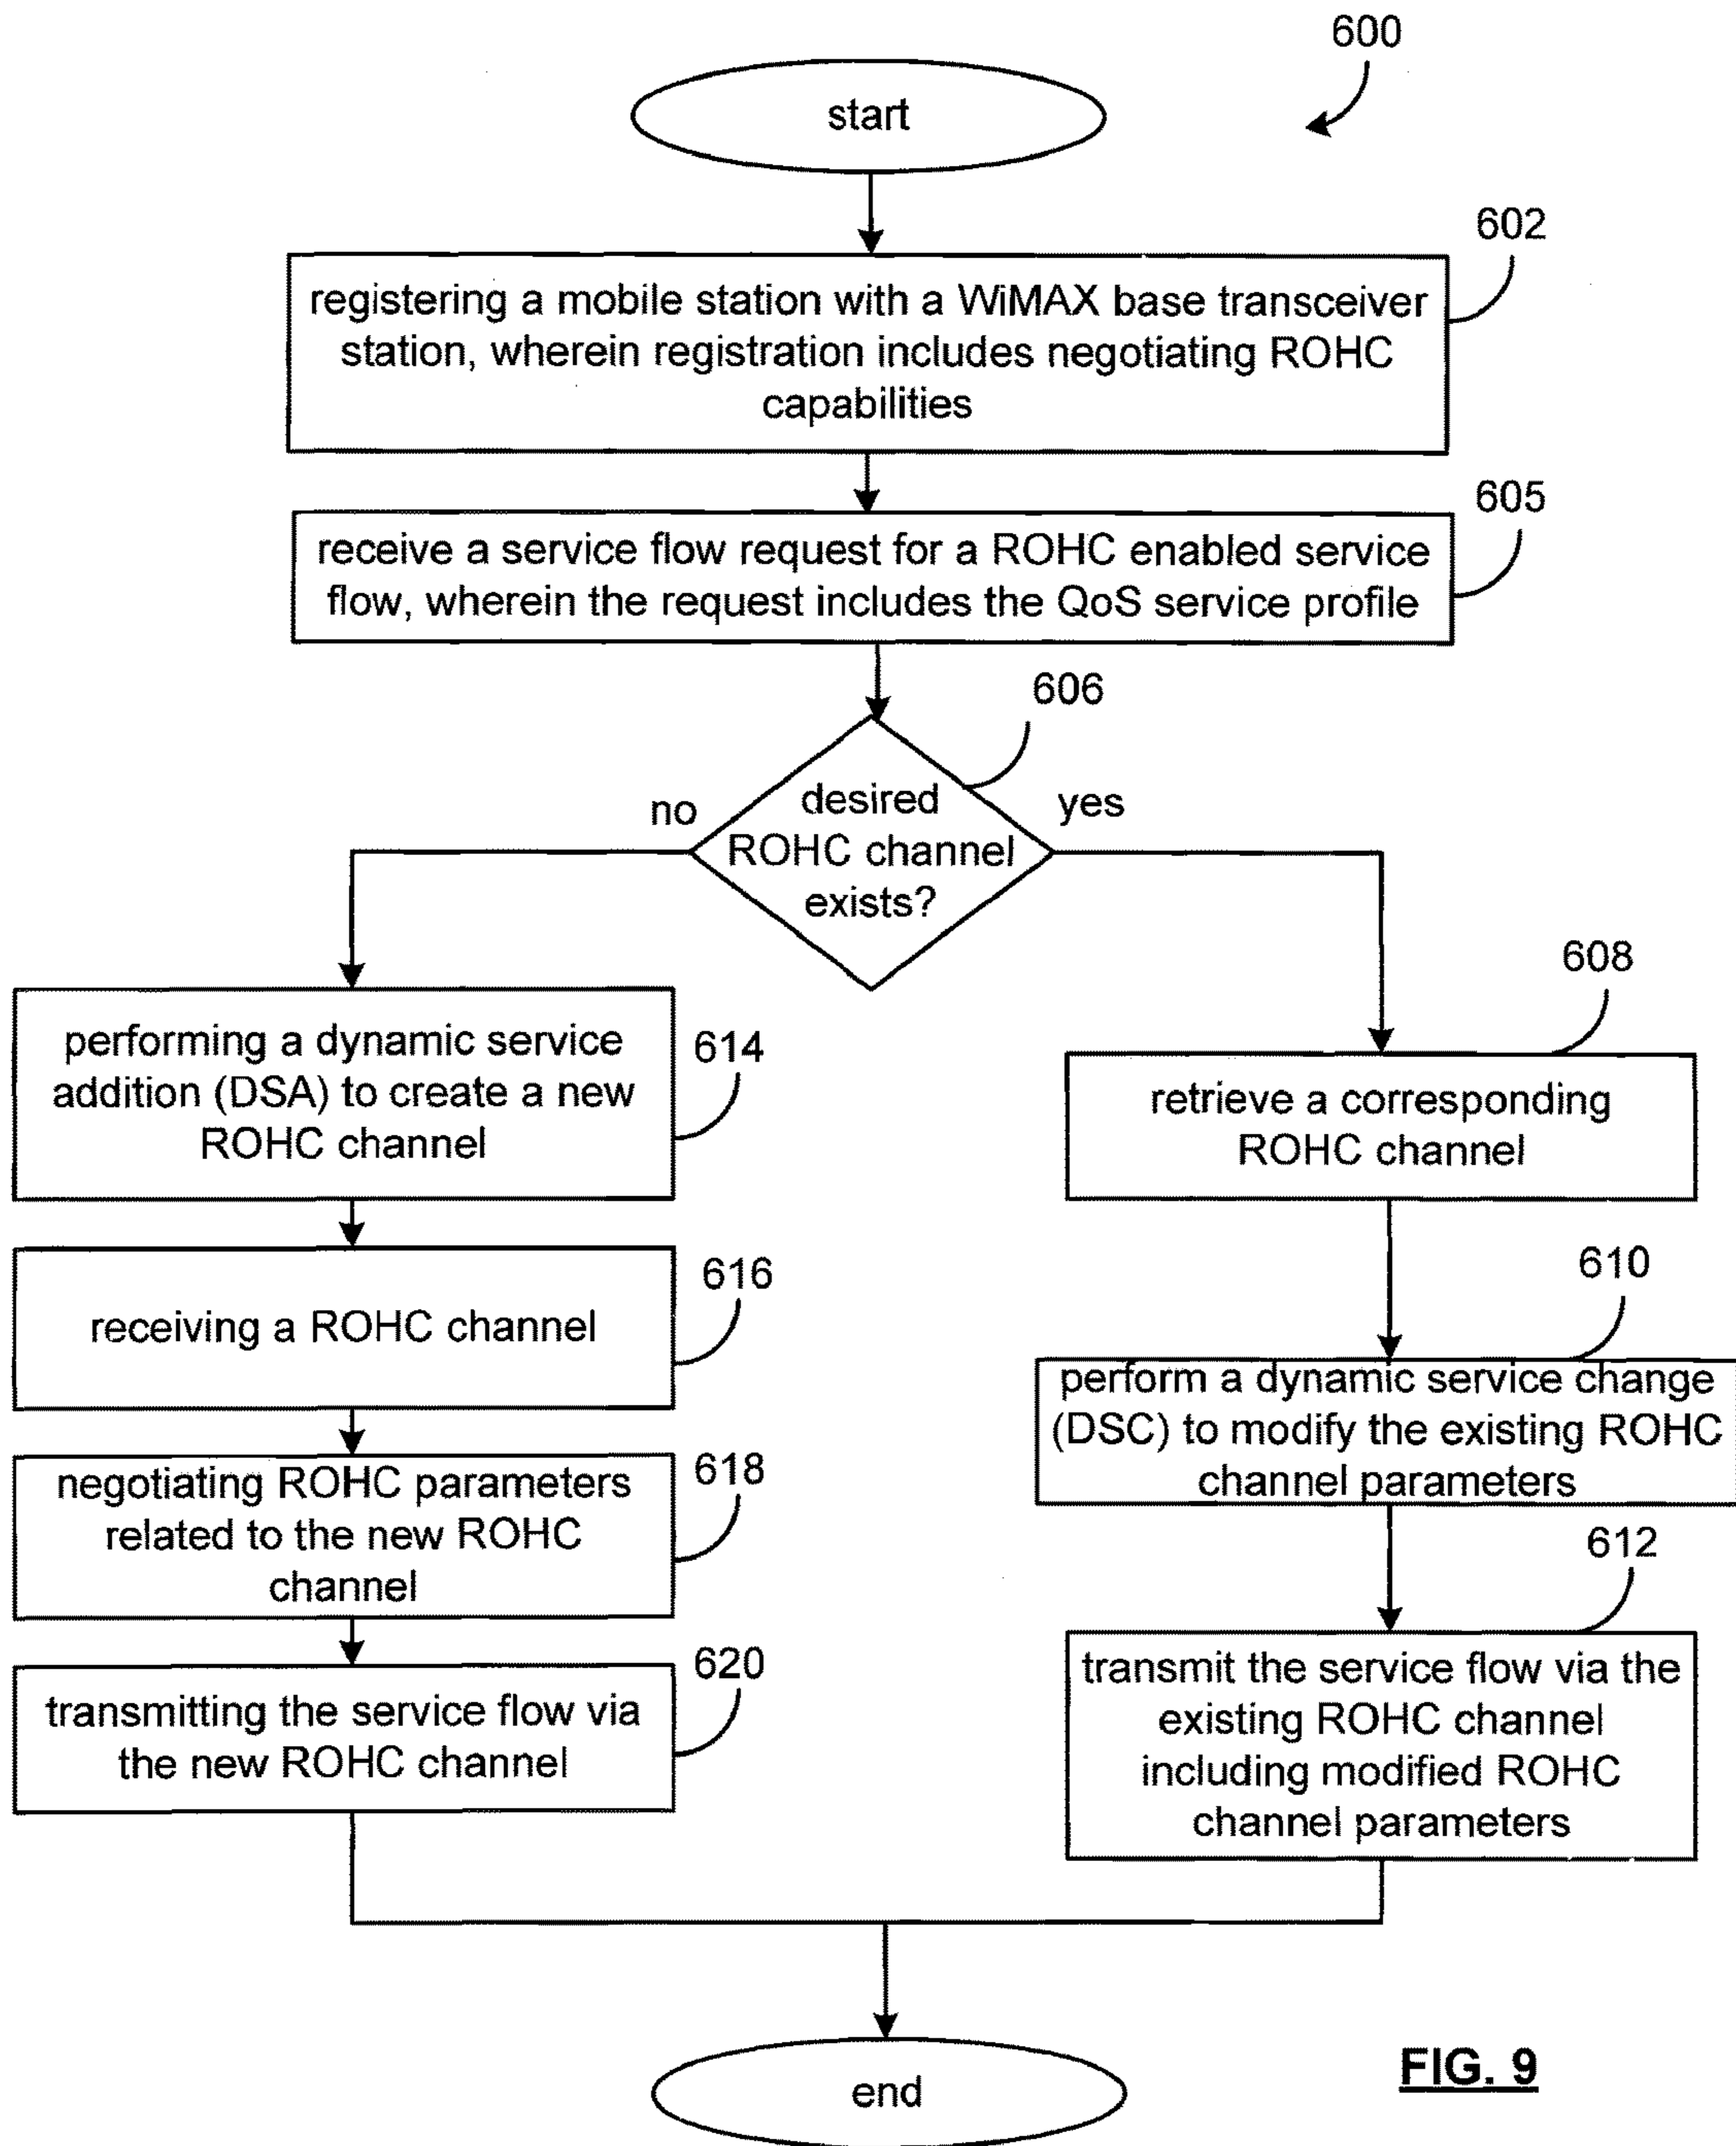 600
start
602
registering a mobile station with a WiMAX base transceiver
station, wherein registration includes negotiating ROHC
capabilities
605
receive a service flow request for a ROHC enabled service
flow, wherein the request includes the QoS service profile
606
no
desired
ROHC channel
exists?
yes
614
performing a dynamic service
addition (DSA) to create a new
ROHC channel
616
receiving a ROHC channel
618
negotiating ROHC parameters
related to the new ROHC
channel
620
transmitting the service flow via
the new ROHC channel
608
retrieve a corresponding
ROHC channel
610
perform a dynamic service change
(DSC) to modify the existing ROHC
channel parameters
612
transmit the service flow via the
existing ROHC channel
including modified ROHC
channel parameters
end
FIG. 9